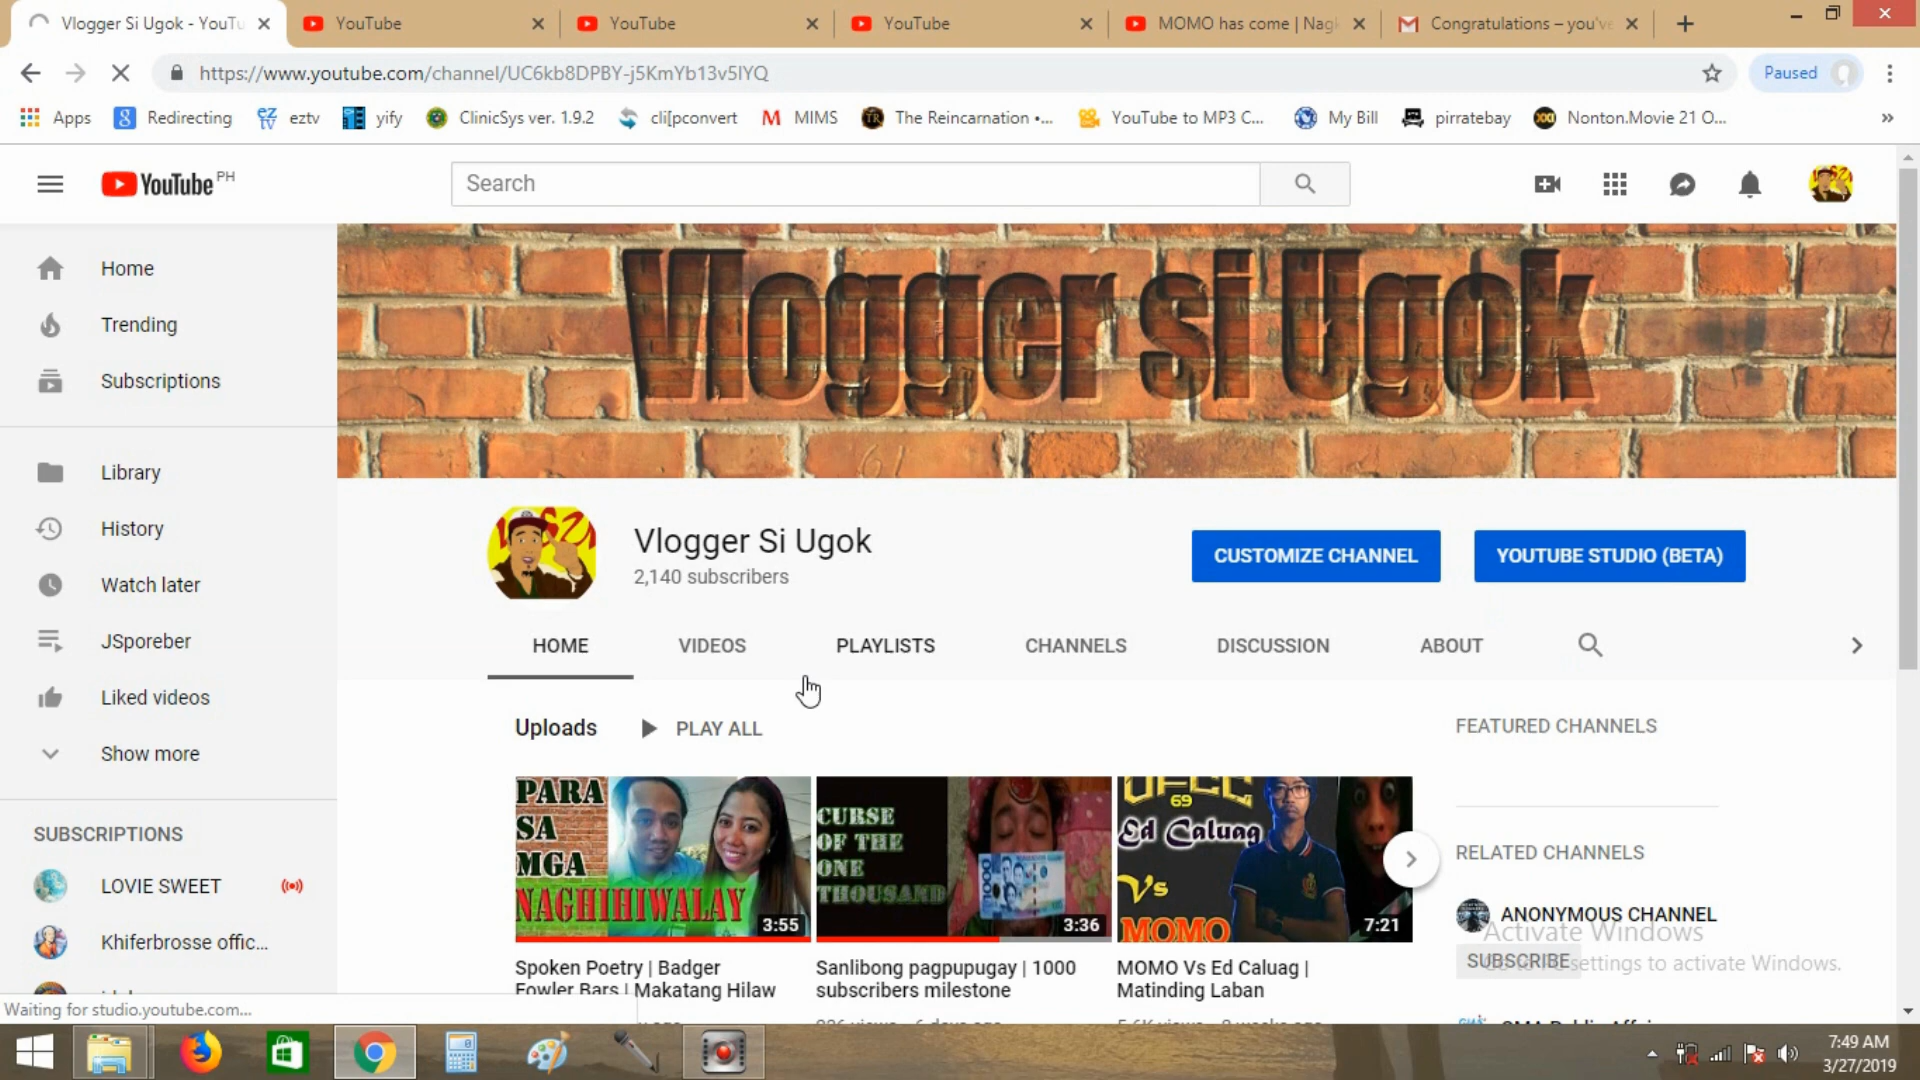 Vlogger Si Ugok - YouTu
YouTube
YouTube
YouTube
MOMO has come | Nag
Congratulations – you've
https://www.youtube.com/channel/UC6kb8DPBY-j5KmYb13v5IYQ
Paused
Apps
Redirecting
eztv
yify
ClinicSys ver. 1.9.2
cli[pconvert
MIMS
The Reincarnation •...
YouTube to MP3 C...
My Bill
pirratebay
Nonton.Movie 21 O...
YouTube PH
Search
Home
Trending
Subscriptions
Library
History
Watch later
JSporeber
Liked videos
Show more
SUBSCRIPTIONS
LOVIE SWEET
Khiferbrosse offic...
Vlogger si Ugok
Vlogger Si Ugok
2,140 subscribers
CUSTOMIZE CHANNEL
YOUTUBE STUDIO (BETA)
HOME
VIDEOS
PLAYLISTS
CHANNELS
DISCUSSION
ABOUT
Uploads
PLAY ALL
PARA
SA
MGA
NAGHIHIWALAY
3:55
CURSE
OF THE
ONE
THOUSAND
3:36
UFCC
69
Ed Caluag
Vs
MOMO
7:21
Spoken Poetry | Badger
Fowler Bars | Makatang Hilaw
Sanlibong pagpupugay | 1000
subscribers milestone
MOMO Vs Ed Caluag |
Matinding Laban
FEATURED CHANNELS
RELATED CHANNELS
ANONYMOUS CHANNEL
SUBSCRIBE
Activate Windows
settings to activate Windows.
Waiting for studio.youtube.com...
7:49 AM
3/27/2019